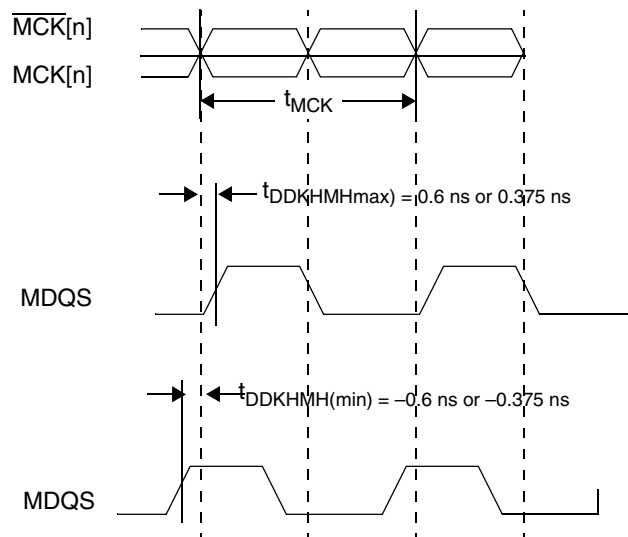 M̅C̅K̅[n]
MCK[n]
tMCK
tDDKHMHmax) = 0.6 ns or 0.375 ns
MDQS
tDDKHMH(min) = –0.6 ns or –0.375 ns
MDQS